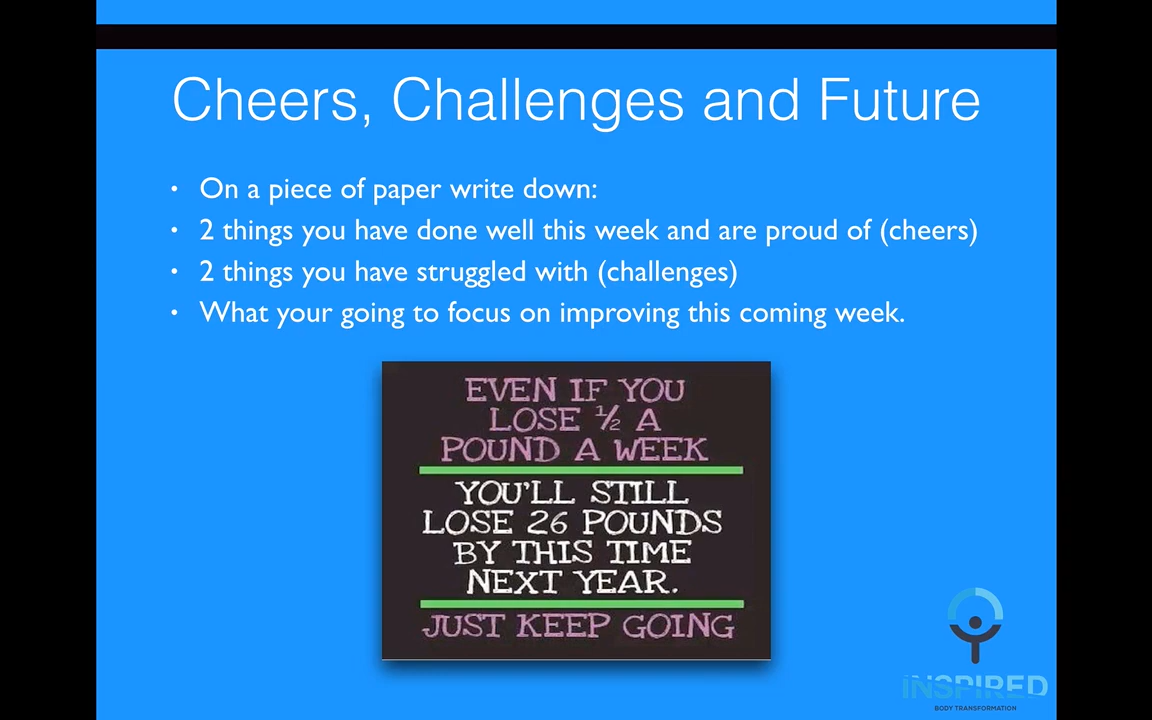 Cheers, Challenges and Future
• On a piece of paper write down:
• 2 things you have done well this week and are proud of (cheers)
• 2 things you have struggled with (challenges)
• What your going to focus on improving this coming week.
EVEN IF YOU
LOSE ½ A
POUND A WEEK
YOU'LL STILL
LOSE 26 POUNDS
BY THIS TIME
NEXT YEAR.
JUST KEEP GOING
INSPIRED
BODY TRANSFORMATION